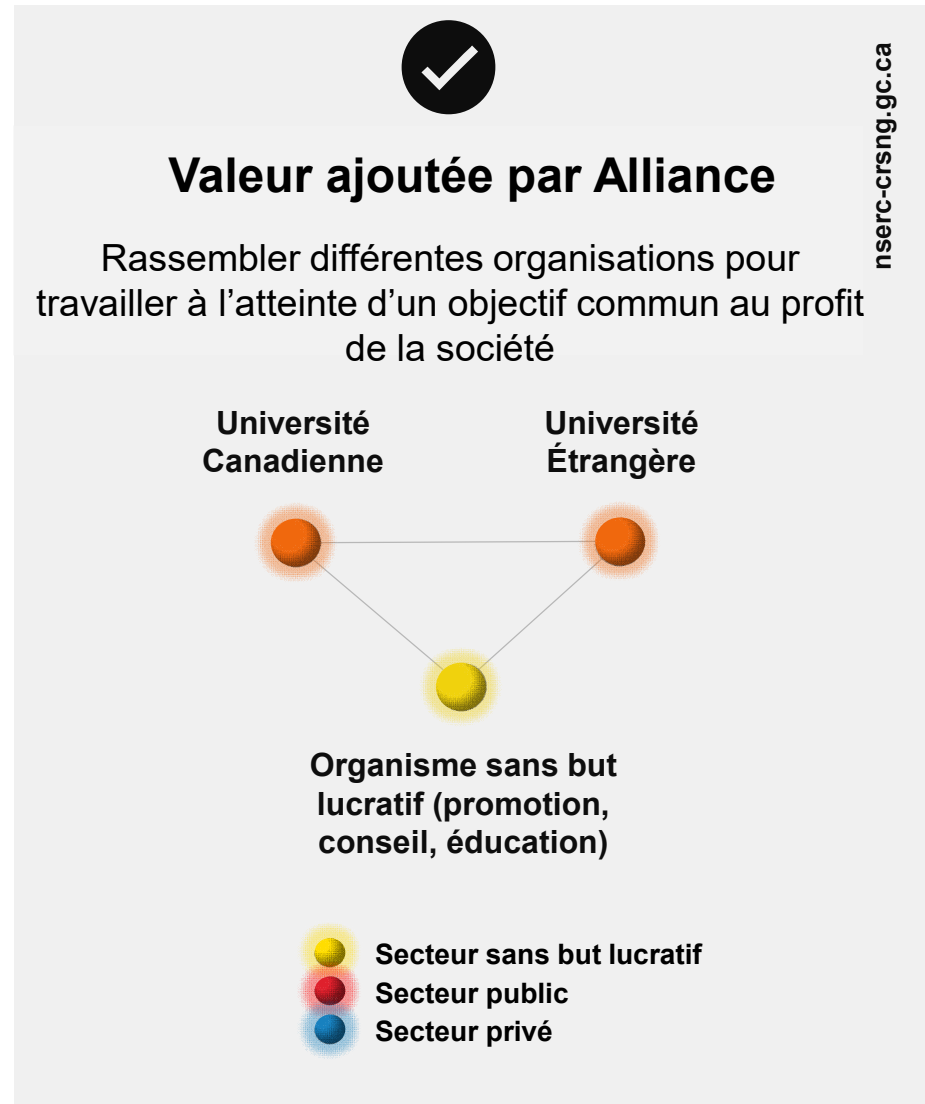 nserc-crsng.gc.ca
Valeur ajoutée par Alliance
Rassembler différentes organisations pour
travailler à l’atteinte d’un objectif commun au profit
de la société
Université
Canadienne
Université
Étrangère
Organisme sans but
lucratif (promotion,
conseil, éducation)
Secteur sans but lucratif
Secteur public
Secteur privé